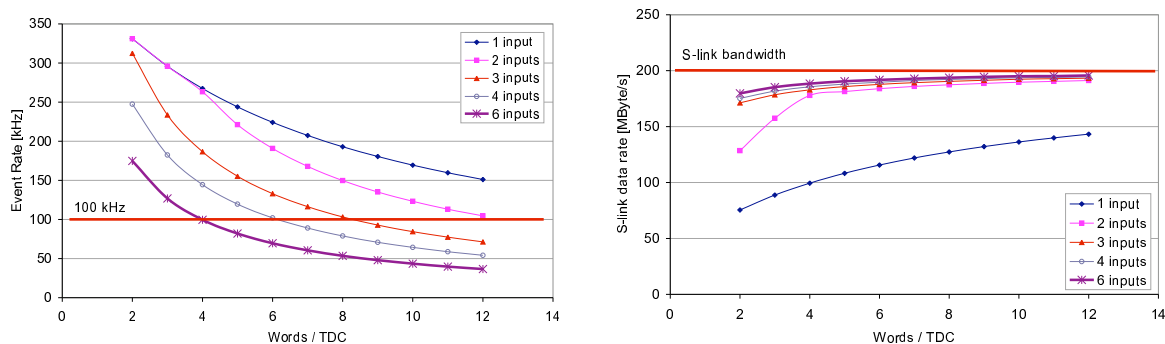 350
300
250
200
150
100
50
0
Event Rate [kHz]
100 kHz
1 input
2 inputs
3 inputs
4 inputs
6 inputs
0 2 4 6 8 10 12 14
Words / TDC
250
200
150
100
50
0
S-link data rate [MByte/s]
S-link bandwidth
1 input
2 inputs
3 inputs
4 inputs
6 inputs
0 2 4 6 8 10 12 14
Words / TDC